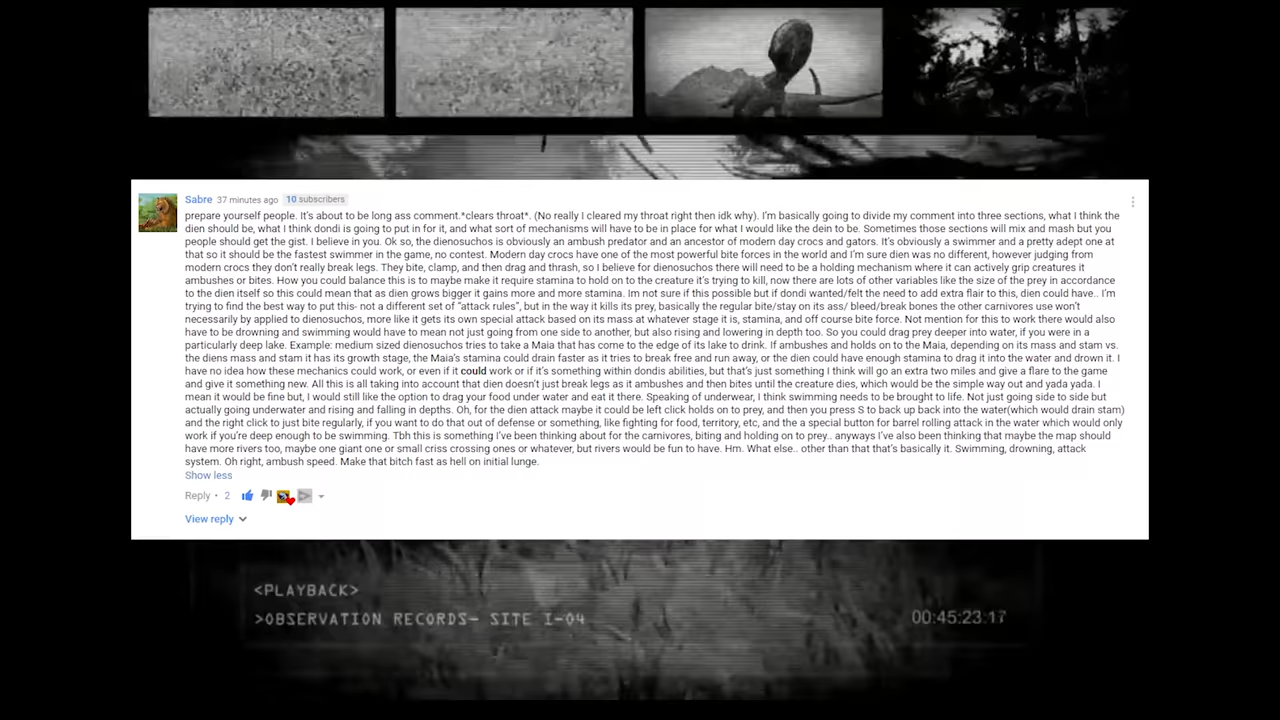 Sabre 37 minutes ago 10 subscribers
prepare yourself people. It's about to be long ass comment.*clears throat*. (No really I cleared my throat right then idk why). I'm basically going to divide my comment into three sections, what I think the
dien should be, what I think dondi is going to put in for it, and what sort of mechanisms will have to be in place for what I would like the dein to be. Sometimes those sections will mix and mash but you
people should get the gist. I believe in you. Ok so, the dienosuchos is obviously an ambush predator and an ancestor of modern day crocs and gators. It's obviously a swimmer and a pretty adept one at
that so it should be the fastest swimmer in the game, no contest. Modern day crocs have one of the most powerful bite forces in the world and I'm sure dien was no different, however judging from
modern crocs they don't really break legs. They bite, clamp, and then drag and thrash, so I believe for dienosuchos there will need to be a holding mechanism where it can actively grip creatures it
ambushes or bites. How you could balance this is to maybe make it require stamina to hold on to the creature it's trying to kill, now there are lots of other variables like the size of the prey in accordance
to the dien itself so this could mean that as dien grows bigger it gains more and more stamina. Im not sure if this possible but if dondi wanted/felt the need to add extra flair to this, dien could have.. I'm
trying to find the best way to put this- not a different set of "attack rules", but in the way it kills its prey, basically the regular bite/stay on its ass/ bleed/break bones the other carnivores use won't
necessarily by applied to dienosuchos, more like it gets its own special attack based on its mass at whatever stage it is, stamina, and off course bite force. Not mention for this to work there would also
have to be drowning and swimming would have to mean not just going from one side to another, but also rising and lowering in depth too. So you could drag prey deeper into water, if you were in a
particularly deep lake. Example: medium sized dienosuchos tries to take a Maia that has come to the edge of its lake to drink. If ambushes and holds on to the Maia, depending on its mass and stam vs.
the diens mass and stam it has its growth stage, the Maia's stamina could drain faster as it tries to break free and run away, or the dien could have enough stamina to drag it into the water and drown it. I
have no idea how these mechanics could work, or even if it could work or if it's something within dondis abilities, but that's just something I think will go an extra two miles and give a flare to the game
and give it something new. All this is all taking into account that dien doesn't just break legs as it ambushes and then bites until the creature dies, which would be the simple way out and yada yada. I
mean it would be fine but, I would still like the option to drag your food under water and eat it there. Speaking of underwear, I think swimming needs to be brought to life. Not just going side to side but
actually going underwater and rising and falling in depths. Oh, for the dien attack maybe it could be left click holds on to prey, and then you press S to back up back into the water(which would drain stam)
and the right click to just bite regularly, if you want to do that out of defense or something, like fighting for food, territory, etc, and the a special button for barrel rolling attack in the water which would only
work if you're deep enough to be swimming. Tbh this is something I've been thinking about for the carnivores, biting and holding on to prey.. anyways I've also been thinking that maybe the map should
have more rivers too, maybe one giant one or small criss crossing ones or whatever, but rivers would be fun to have. Hm. What else.. other than that that's basically it. Swimming, drowning, attack
system. Oh right, ambush speed. Make that bitch fast as hell on initial lunge.
Show less
Reply • 2
View reply
<PLAYBACK>
>OBSERVATION RECORDS- SITE I-04
00:45:23:17